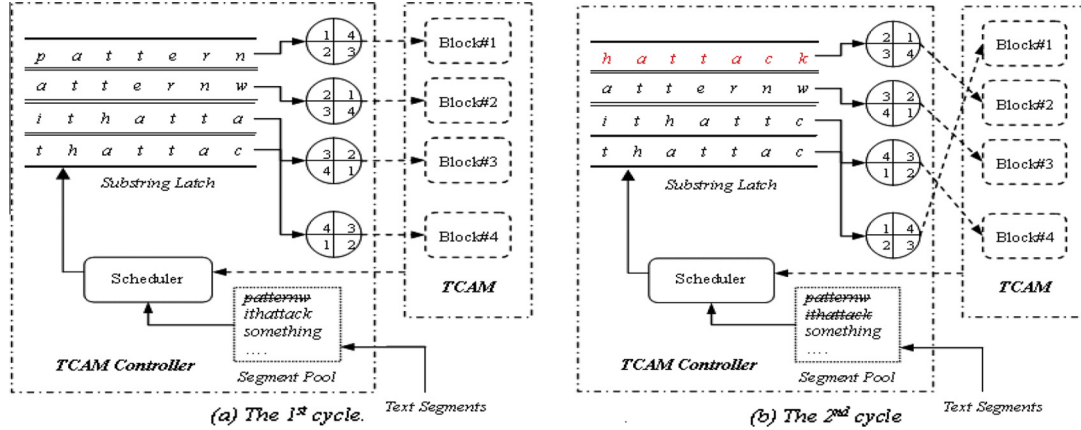 p a t t e r n
a t t e r n w
i t h a t t a
t h a t t a c
Substring Latch
1 4
2 3
2 1
3 4
3 2
4 1
4 3
1 2
Block#1
Block#2
Block#3
Block#4
TCAM
Scheduler
patternw
ithattack
something
....
TCAM Controller
Segment Pool
Text Segments
(a) The 1st cycle.
h a t t a c k
a t t e r n w
i t h a t t c
t h a t t a c
Substring Latch
2 1
3 4
3 2
4 1
4 3
1 2
1 4
2 3
Block#1
Block#2
Block#3
Block#4
TCAM
Scheduler
patternw
ithattack
something
....
TCAM Controller
Segment Pool
Text Segments
(b) The 2nd cycle